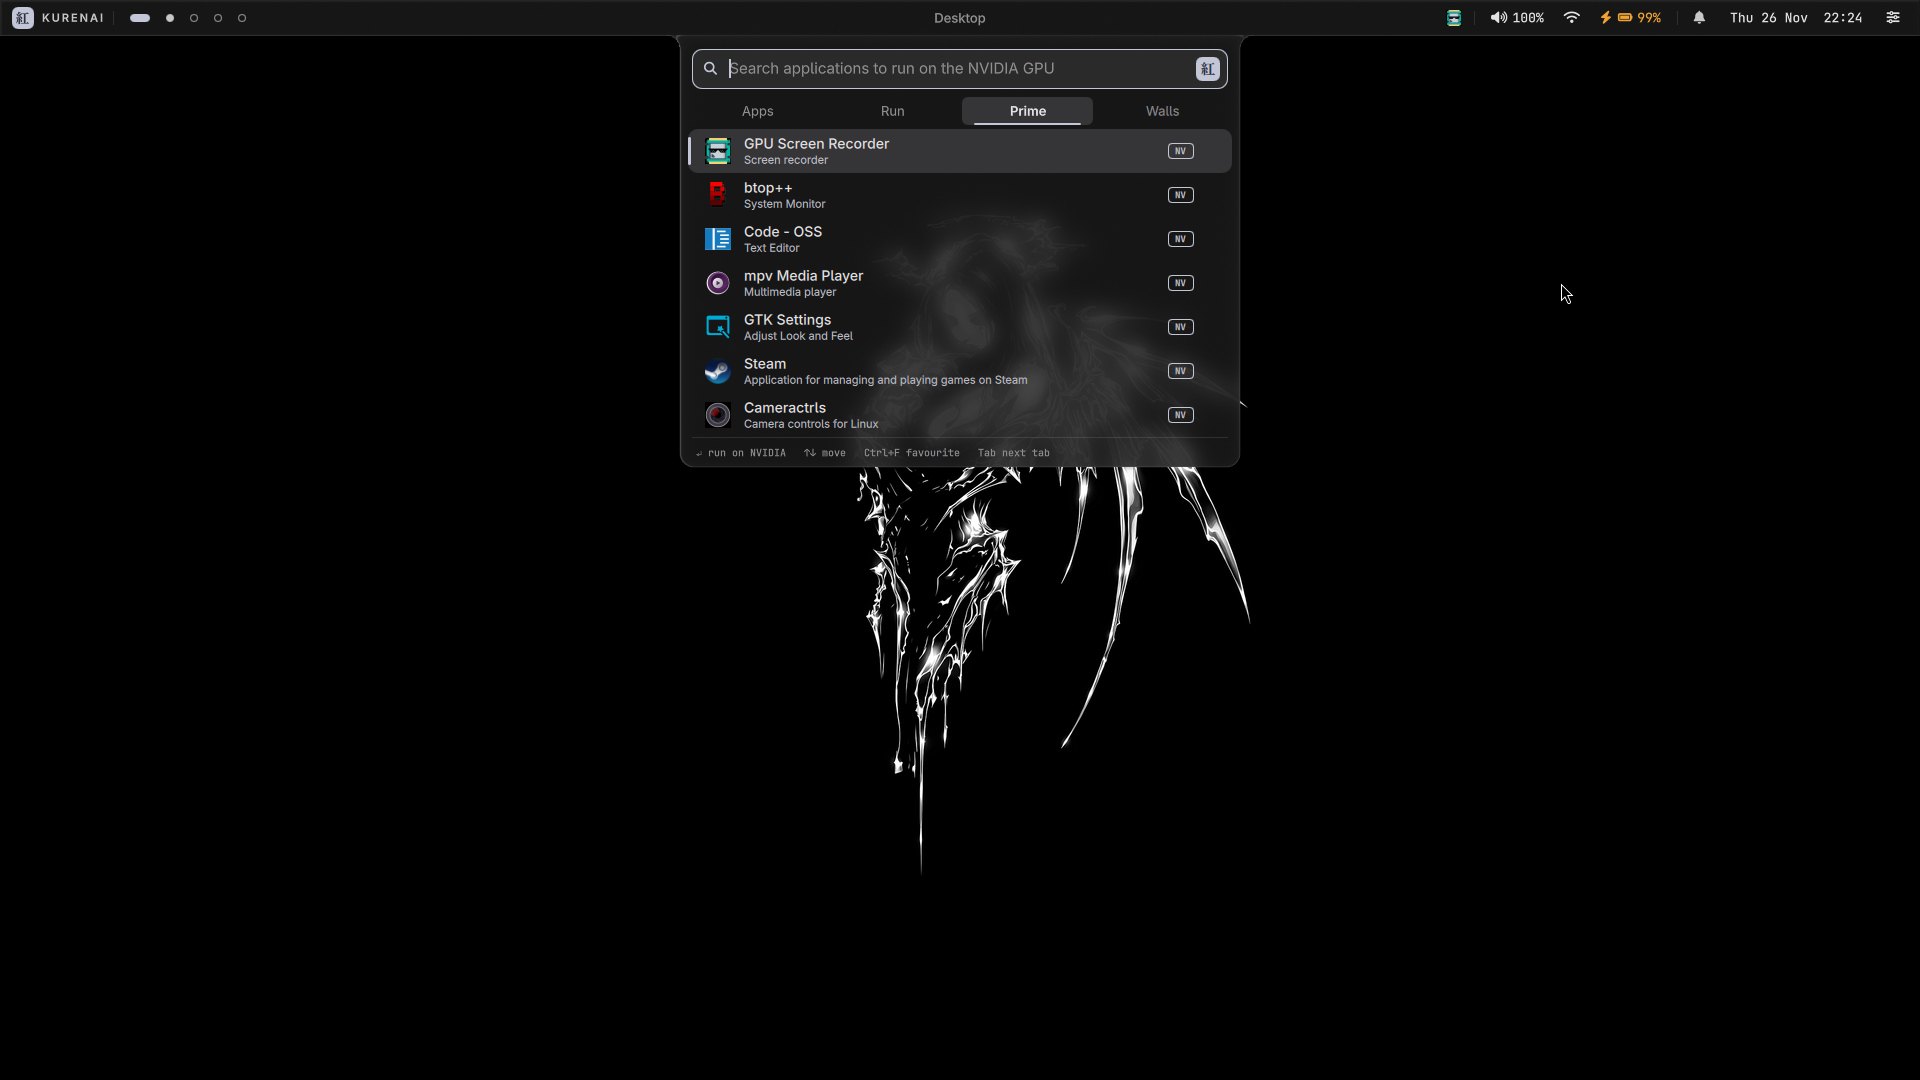 紅 KURENAI
Desktop
100%
99%
Thu 26 Nov 22:24
Search applications to run on the NVIDIA GPU
紅
Apps Run Prime Walls
GPU Screen Recorder
Screen recorder
NV
btop++
System Monitor
NV
Code - OSS
Text Editor
NV
mpv Media Player
Multimedia player
NV
GTK Settings
Adjust Look and Feel
NV
Steam
Application for managing and playing games on Steam
NV
Cameractrls
Camera controls for Linux
NV
↵ run on NVIDIA ↑↓ move Ctrl+F favourite Tab next tab